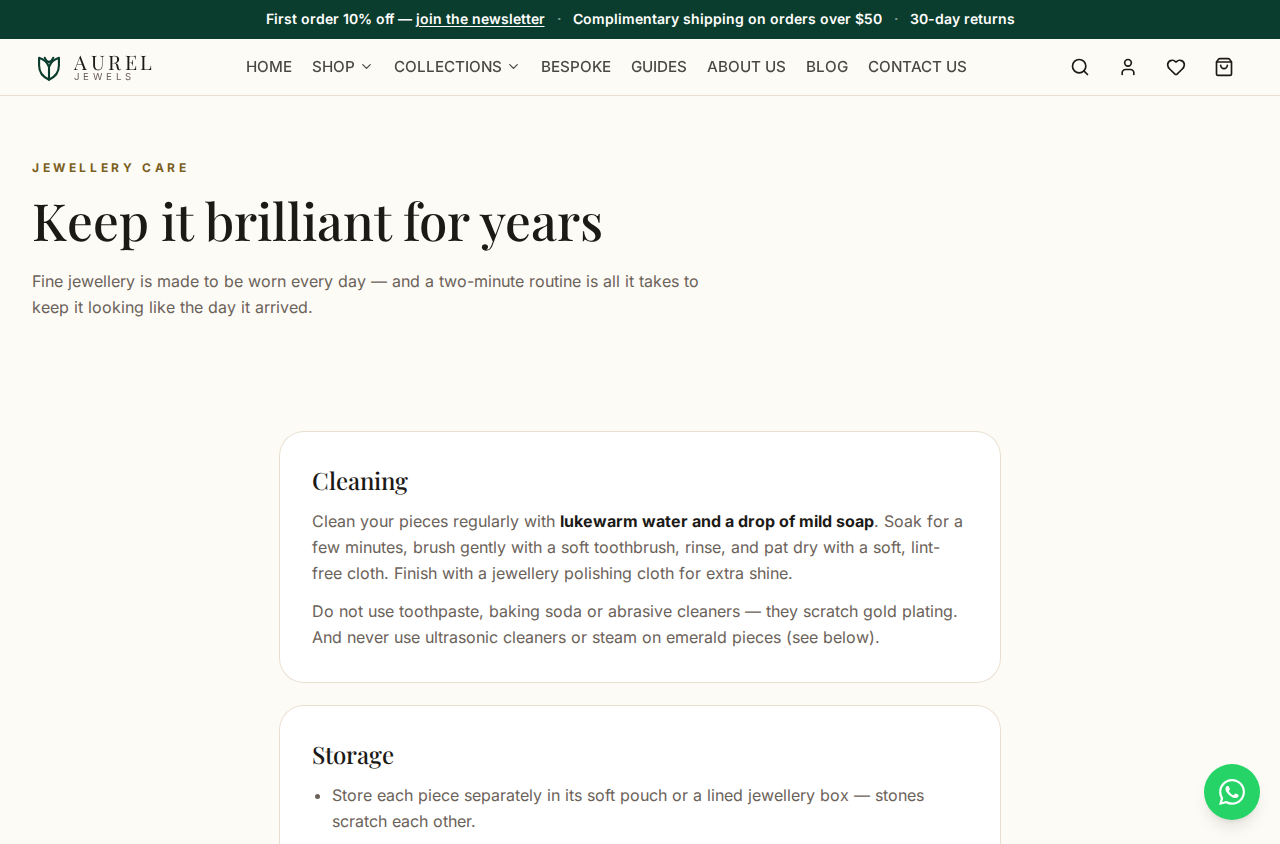 First order 10% off — join the newsletter · Complimentary shipping on orders over $50 · 30-day returns
AUREL
JEWELS
HOME SHOP COLLECTIONS BESPOKE GUIDES ABOUT US BLOG CONTACT US
JEWELLERY CARE
Keep it brilliant for years
Fine jewellery is made to be worn every day — and a two-minute routine is all it takes to
keep it looking like the day it arrived.
Cleaning
Clean your pieces regularly with lukewarm water and a drop of mild soap. Soak for a
few minutes, brush gently with a soft toothbrush, rinse, and pat dry with a soft, lint-
free cloth. Finish with a jewellery polishing cloth for extra shine.
Do not use toothpaste, baking soda or abrasive cleaners — they scratch gold plating.
And never use ultrasonic cleaners or steam on emerald pieces (see below).
Storage
• Store each piece separately in its soft pouch or a lined jewellery box — stones
scratch each other.